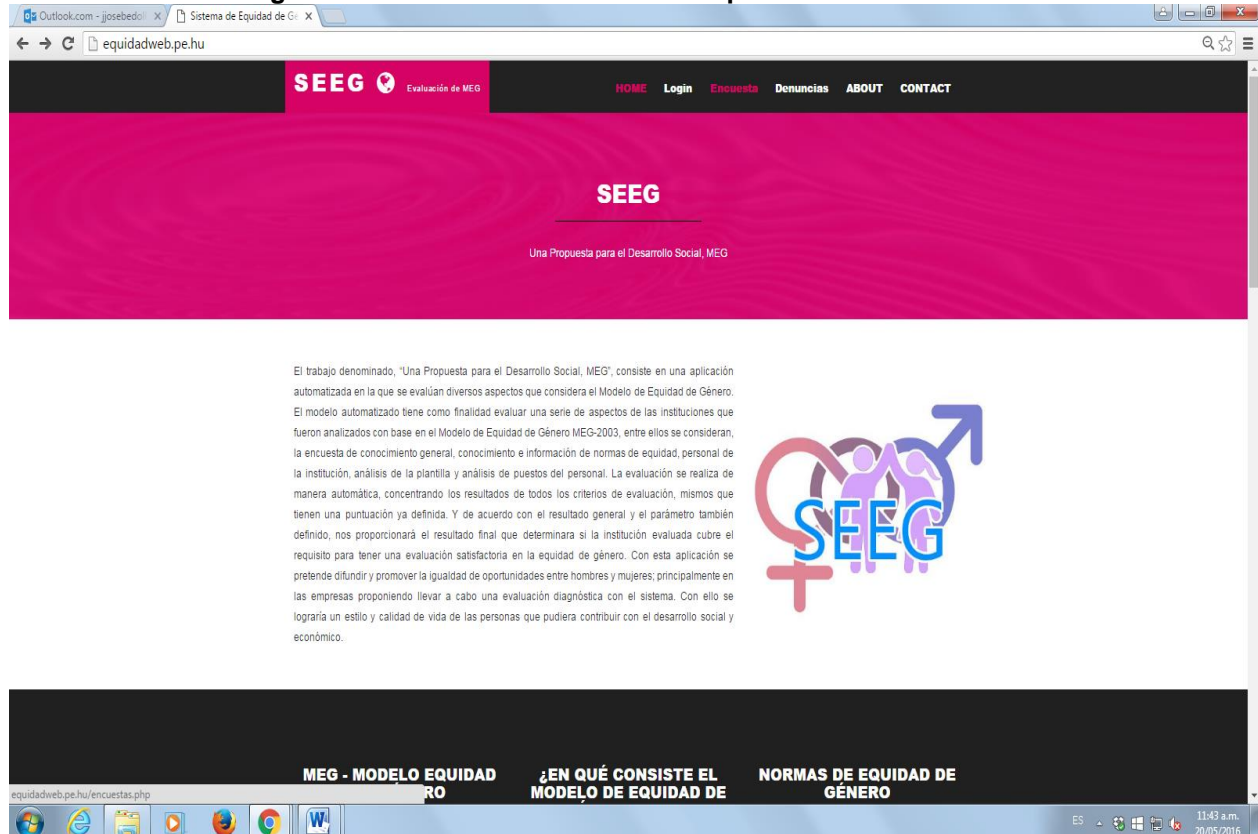 Outlook.com - jjosebedol
Sistema de Equidad de Ge
equidadweb.pe.hu
SEEG Evaluación de MEG
HOME Login Encuesta Denuncias ABOUT CONTACT
SEEG
Una Propuesta para el Desarrollo Social, MEG
El trabajo denominado, “Una Propuesta para el Desarrollo Social, MEG”, consiste en una aplicación
automatizada en la que se evalúan diversos aspectos que considera el Modelo de Equidad de Género.
El modelo automatizado tiene como finalidad evaluar una serie de aspectos de las instituciones que
fueron analizados con base en el Modelo de Equidad de Género MEG-2003, entre ellos se consideran,
la encuesta de conocimiento general, conocimiento e información de normas de equidad, personal de
la institución, análisis de la plantilla y análisis de puestos del personal. La evaluación se realiza de
manera automática, concentrando los resultados de todos los criterios de evaluación, mismos que
tienen una puntuación ya definida. Y de acuerdo con el resultado general y el parámetro también
definido, nos proporcionará el resultado final que determinara si la institución evaluada cubre el
requisito para tener una evaluación satisfactoria en la equidad de género. Con esta aplicación se
pretende difundir y promover la igualdad de oportunidades entre hombres y mujeres; principalmente en
las empresas proponiendo llevar a cabo una evaluación diagnóstica con el sistema. Con ello se
lograría un estilo y calidad de vida de las personas que pudiera contribuir con el desarrollo social y
económico.
SEEG
MEG - MODELO EQUIDAD
RO
¿EN QUÉ CONSISTE EL
MODELO DE EQUIDAD DE
NORMAS DE EQUIDAD DE
GÉNERO
equidadweb.pe.hu/encuestas.php
ES
11:43 a.m.
20/05/2016